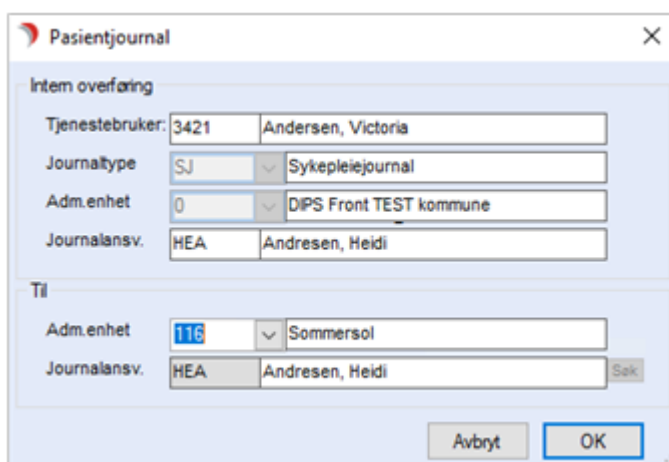 Pasientjournal
Intern overføring
Tjenestebruker: 3421 Andersen, Victoria
Journaltype SJ Sykepleiejournal
Adm.enhet 0 DIPS Front TEST kommune
Journalansv. HEA Andresen, Heidi
Til
Adm.enhet 116 Sommersol
Journalansv. HEA Andresen, Heidi Søk
Avbryt OK